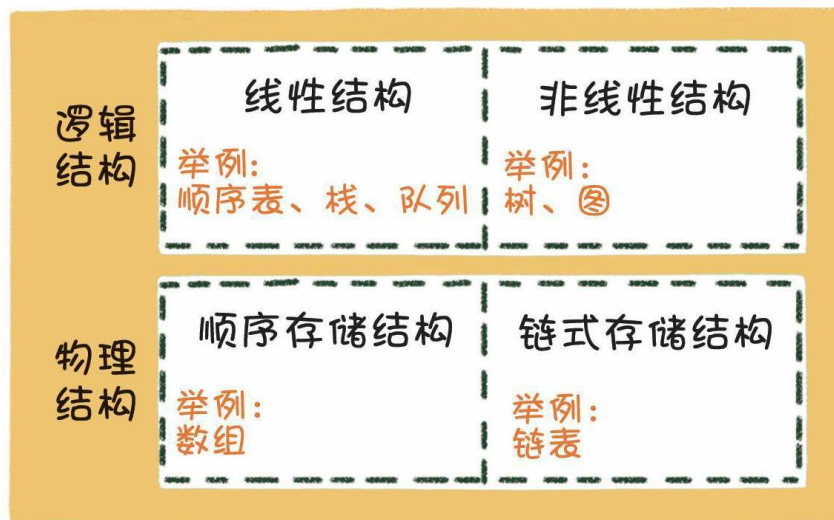 逻辑
结构
线性结构
举例：
顺序表、栈、队列
非线性结构
举例：
树、图
物理
结构
顺序存储结构
举例：
数组
链式存储结构
举例：
链表